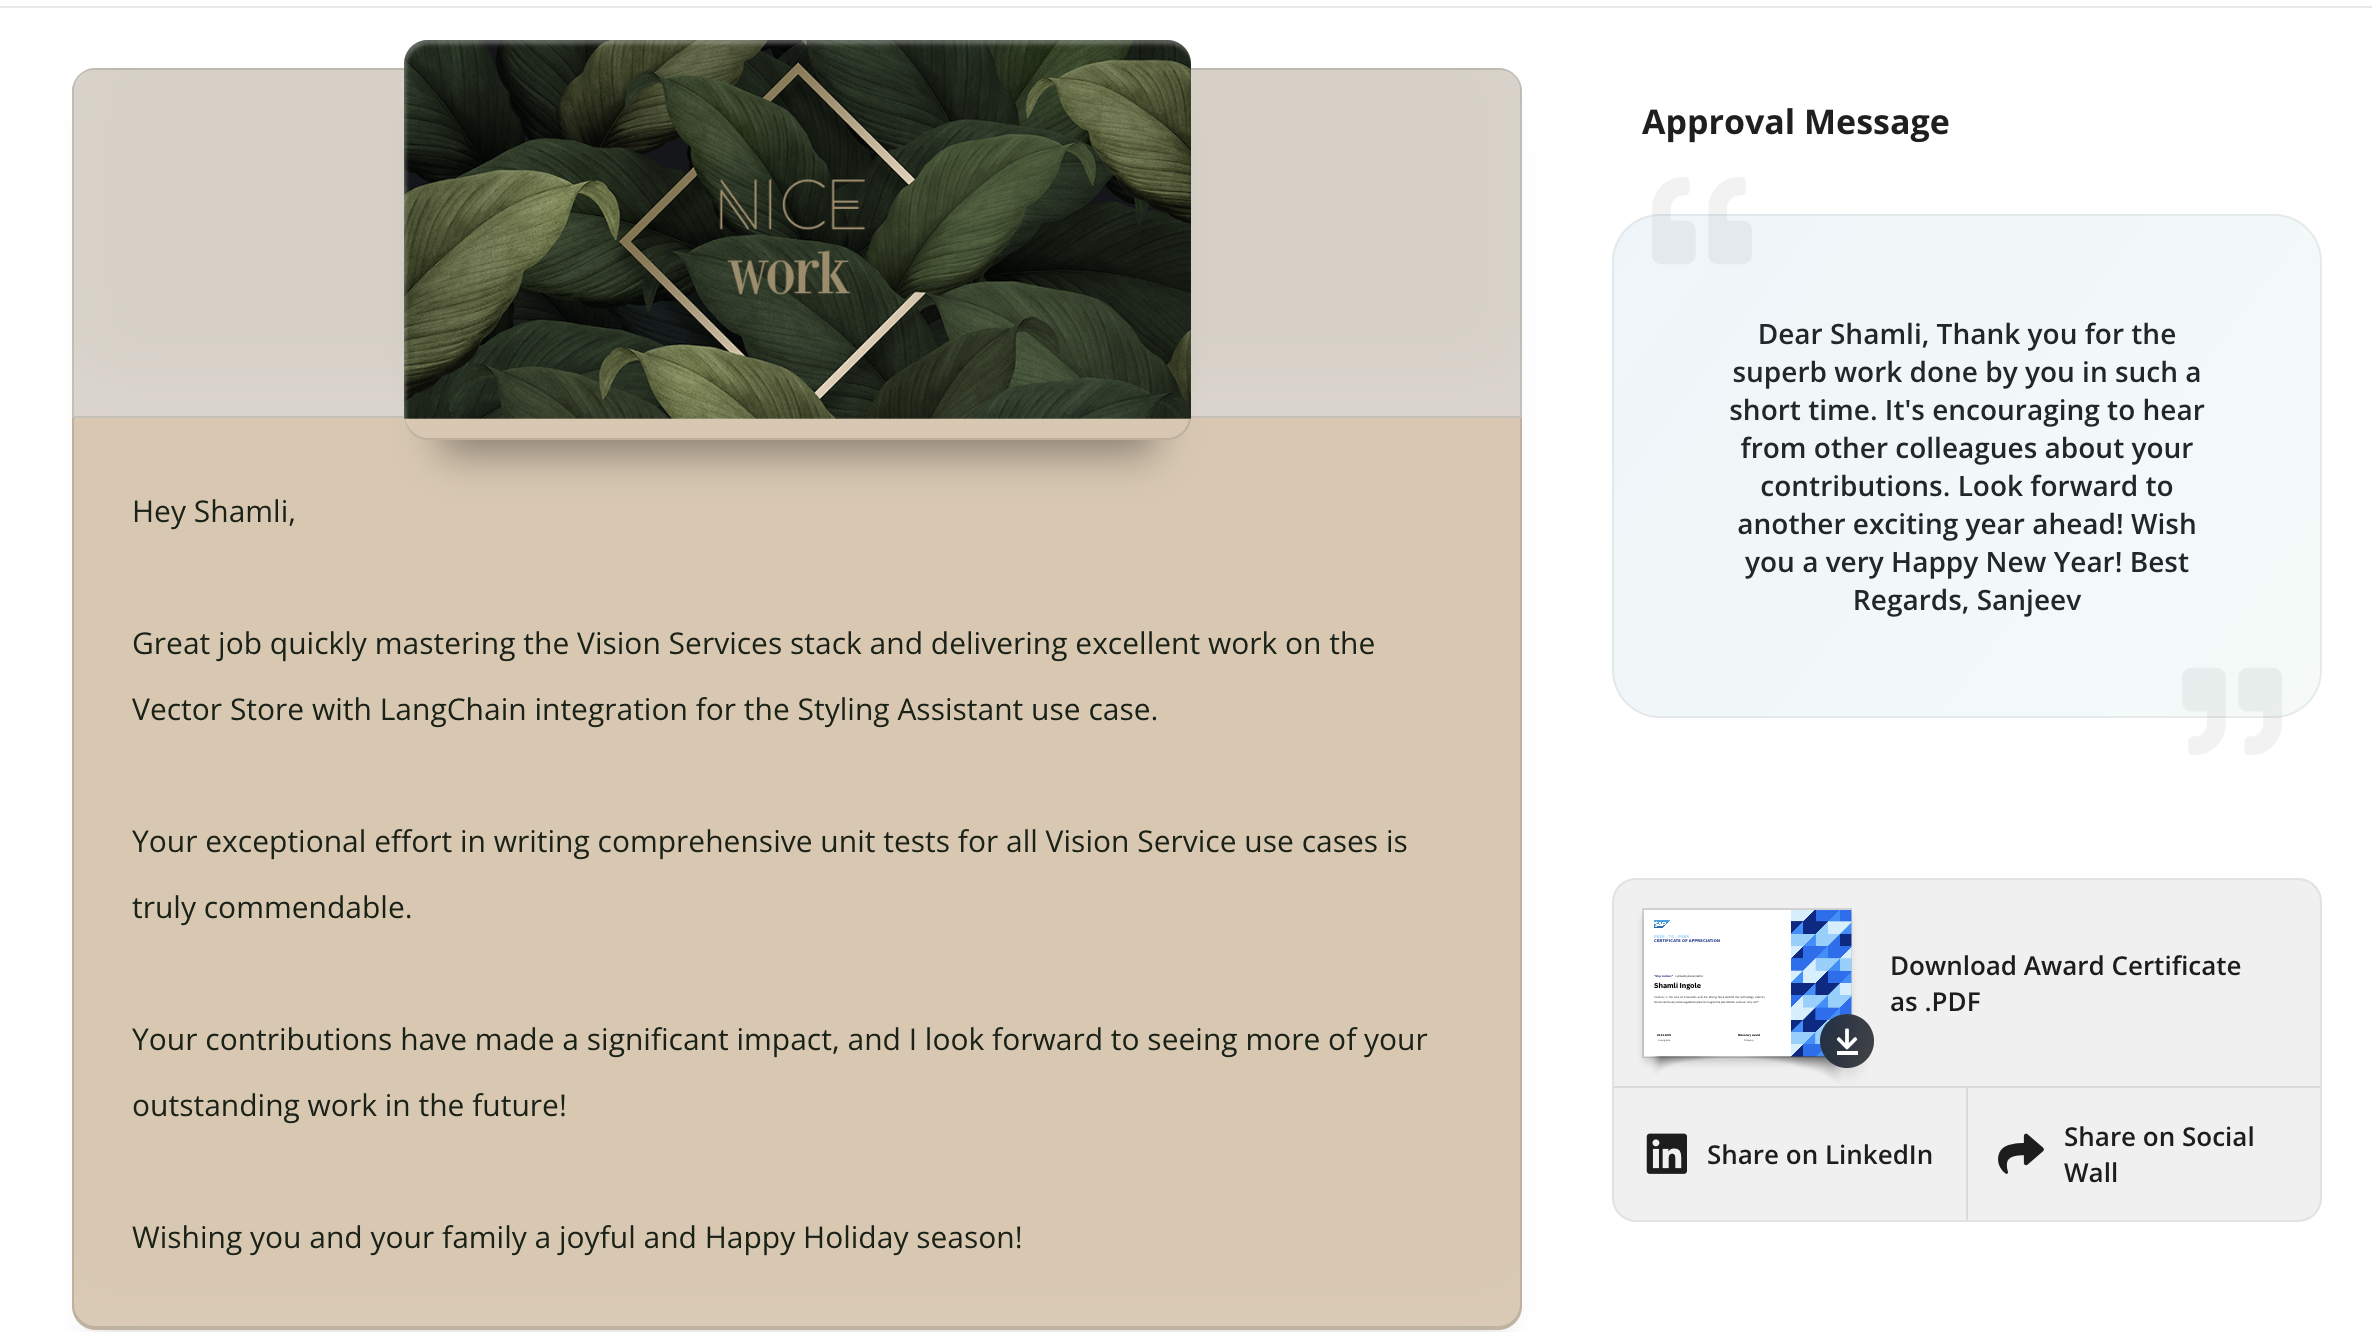 NICE
work
Hey Shamli,
Great job quickly mastering the Vision Services stack and delivering excellent work on the
Vector Store with LangChain integration for the Styling Assistant use case.
Your exceptional effort in writing comprehensive unit tests for all Vision Service use cases is
truly commendable.
Your contributions have made a significant impact, and I look forward to seeing more of your
outstanding work in the future!
Wishing you and your family a joyful and Happy Holiday season!
Approval Message
Dear Shamli, Thank you for the
superb work done by you in such a
short time. It's encouraging to hear
from other colleagues about your
contributions. Look forward to
another exciting year ahead! Wish
you a very Happy New Year! Best
Regards, Sanjeev
SAP
CERTIFICATE OF APPRECIATION
Shamli Ingole
Download Award Certificate
as .PDF
in
Share on LinkedIn
Share on Social
Wall